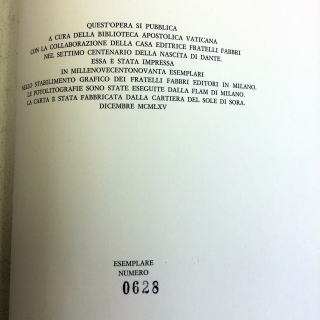 QUEST'OPERA SI PUBBLICA
A CURA DELLA BIBLIOTECA APOSTOLICA VATICANA
CON LA COLLABORAZIONE DELLA CASA EDITRICE FRATELLI FABBRI
NEL SETTIMO CENTENARIO DELLA NASCITA DI DANTE.
ESSA È STATA IMPRESSA
IN MILLENOVECENTONOVANTA ESEMPLARI
NELLO STABILIMENTO GRAFICO DEI FRATELLI FABBRI EDITORI IN MILANO.
LE FOTOLITOGRAFIE SONO STATE ESEGUITE DALLA FLAM DI MILANO.
LA CARTA È STATA FABBRICATA DALLA CARTIERA DEL SOLE DI SORA.
DICEMBRE MCMLXV
ESEMPLARE
NUMERO
0628